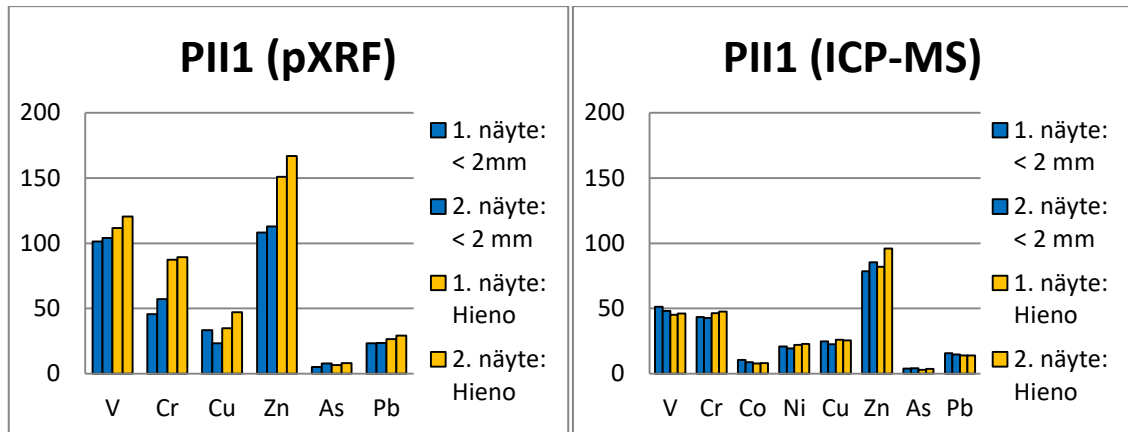 PII1 (pXRF)
200
150
100
50
0
V Cr Cu Zn As Pb
1. näyte:
< 2mm
2. näyte:
< 2 mm
1. näyte:
Hieno
2. näyte:
Hieno
PII1 (ICP-MS)
200
150
100
50
0
V Cr Co Ni Cu Zn As Pb
1. näyte:
< 2 mm
2. näyte:
< 2 mm
1. näyte:
Hieno
2. näyte:
Hieno